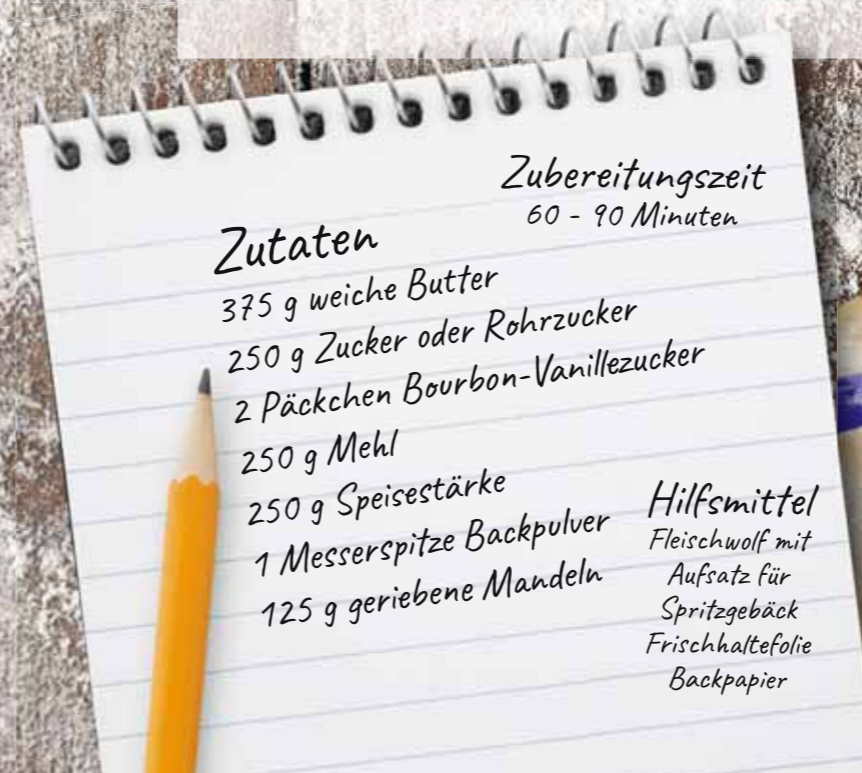 Zubereitungszeit
60 - 90 Minuten
Zutaten
375 g weiche Butter
250 g Zucker oder Rohrzucker
2 Päckchen Bourbon-Vanillezucker
250 g Mehl
250 g Speisestärke
1 Messerspitze Backpulver
125 g geriebene Mandeln
Hilfsmittel
Fleischwolf mit
Aufsatz für
Spritzgebäck
Frischhaltefolie
Backpapier